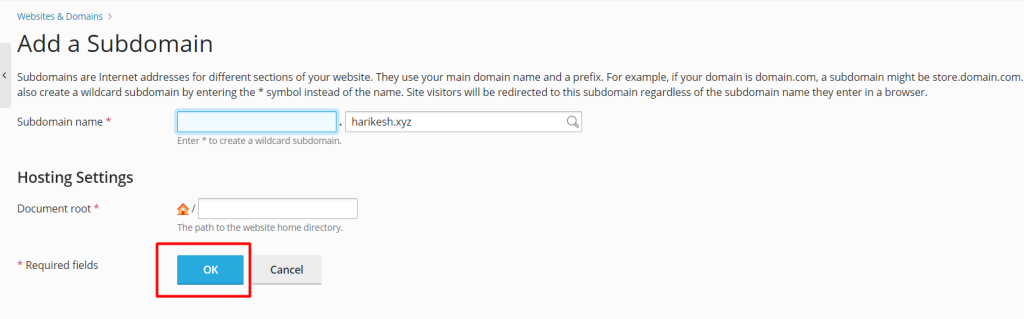 Websites & Domains >
Add a Subdomain
Subdomains are Internet addresses for different sections of your website. They use your main domain name and a prefix. For example, if your domain is domain.com, a subdomain might be store.domain.com.
also create a wildcard subdomain by entering the * symbol instead of the name. Site visitors will be redirected to this subdomain regardless of the subdomain name they enter in a browser.
Subdomain name * . harikesh.xyz
Enter * to create a wildcard subdomain.
Hosting Settings
Document root * /
The path to the website home directory.
* Required fields OK Cancel